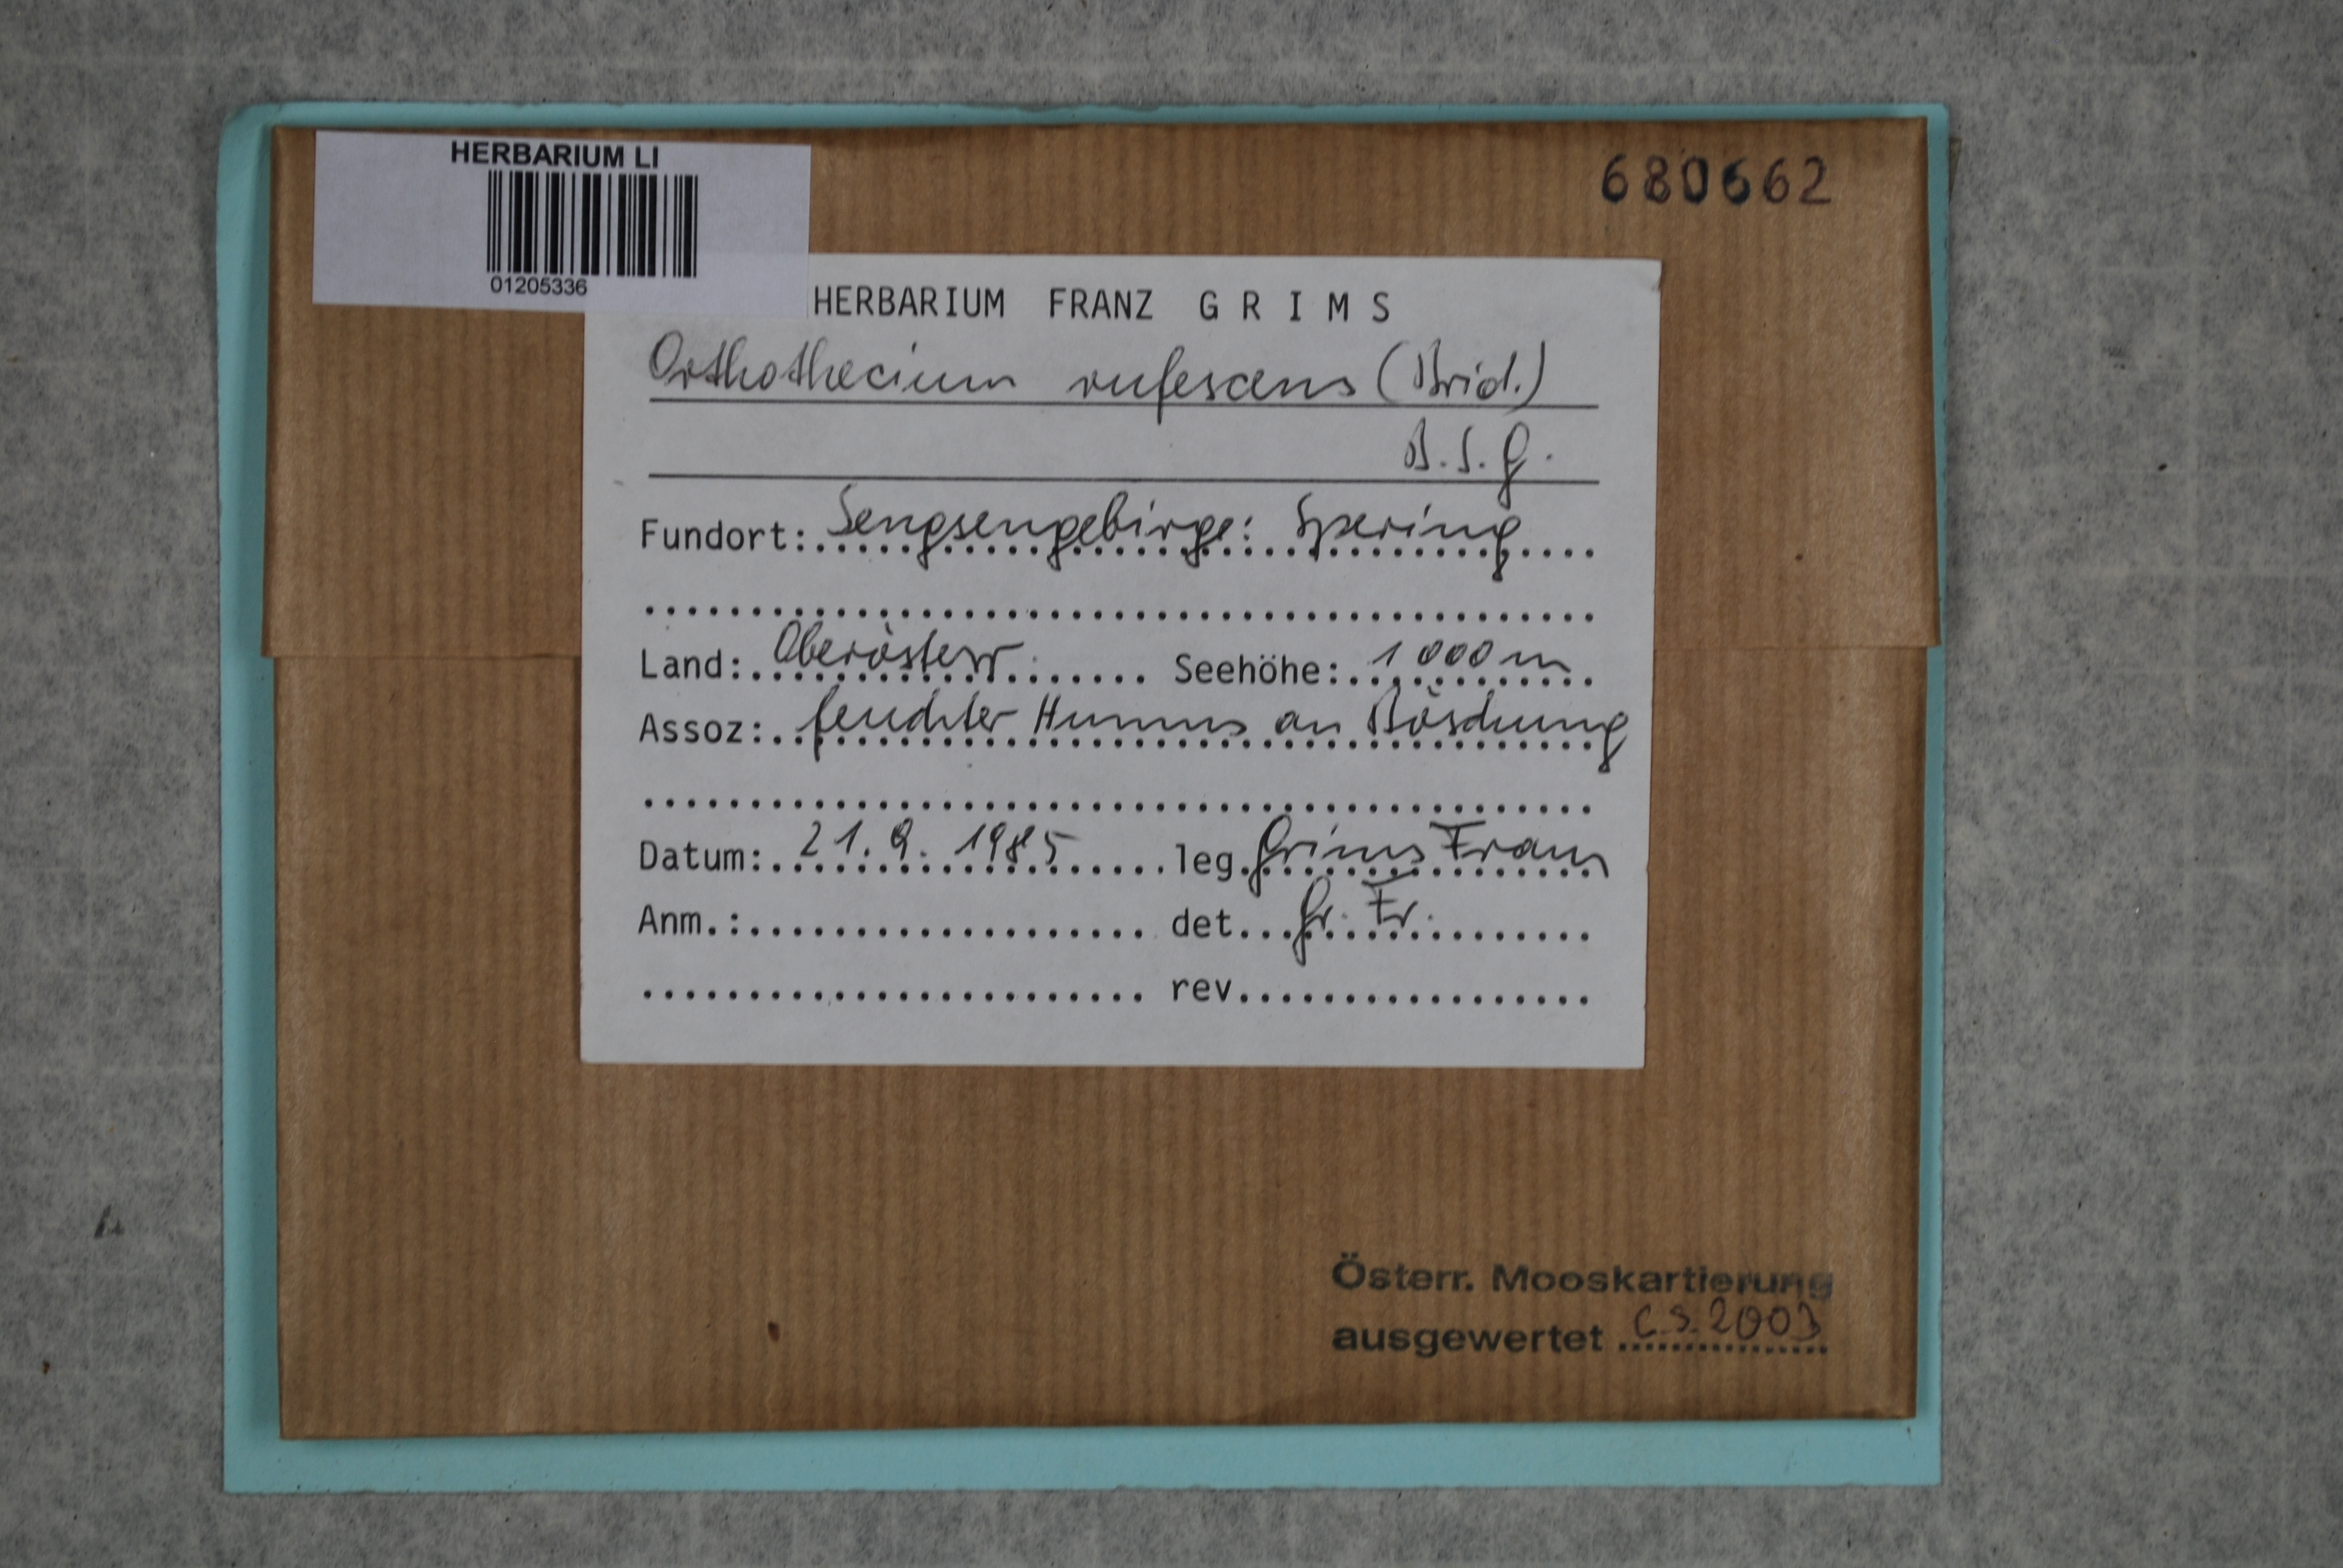 HERBARIUM LI
01205336
680662
HERBARIUM FRANZ GRIMS
Orthothecium rufescens (Brid.)
B.S.G.
Fundort: Sengsengebirge: Spering
Land: Oberösterr. Seehöhe: 1000 m
Assoz: feuchter Humus an Böschung
Datum: 21.9.1985 leg. Grims Franz
Anm.: det. Gr. Fr.
rev.
Österr. Mooskartierung
ausgewertet C.S. 2003